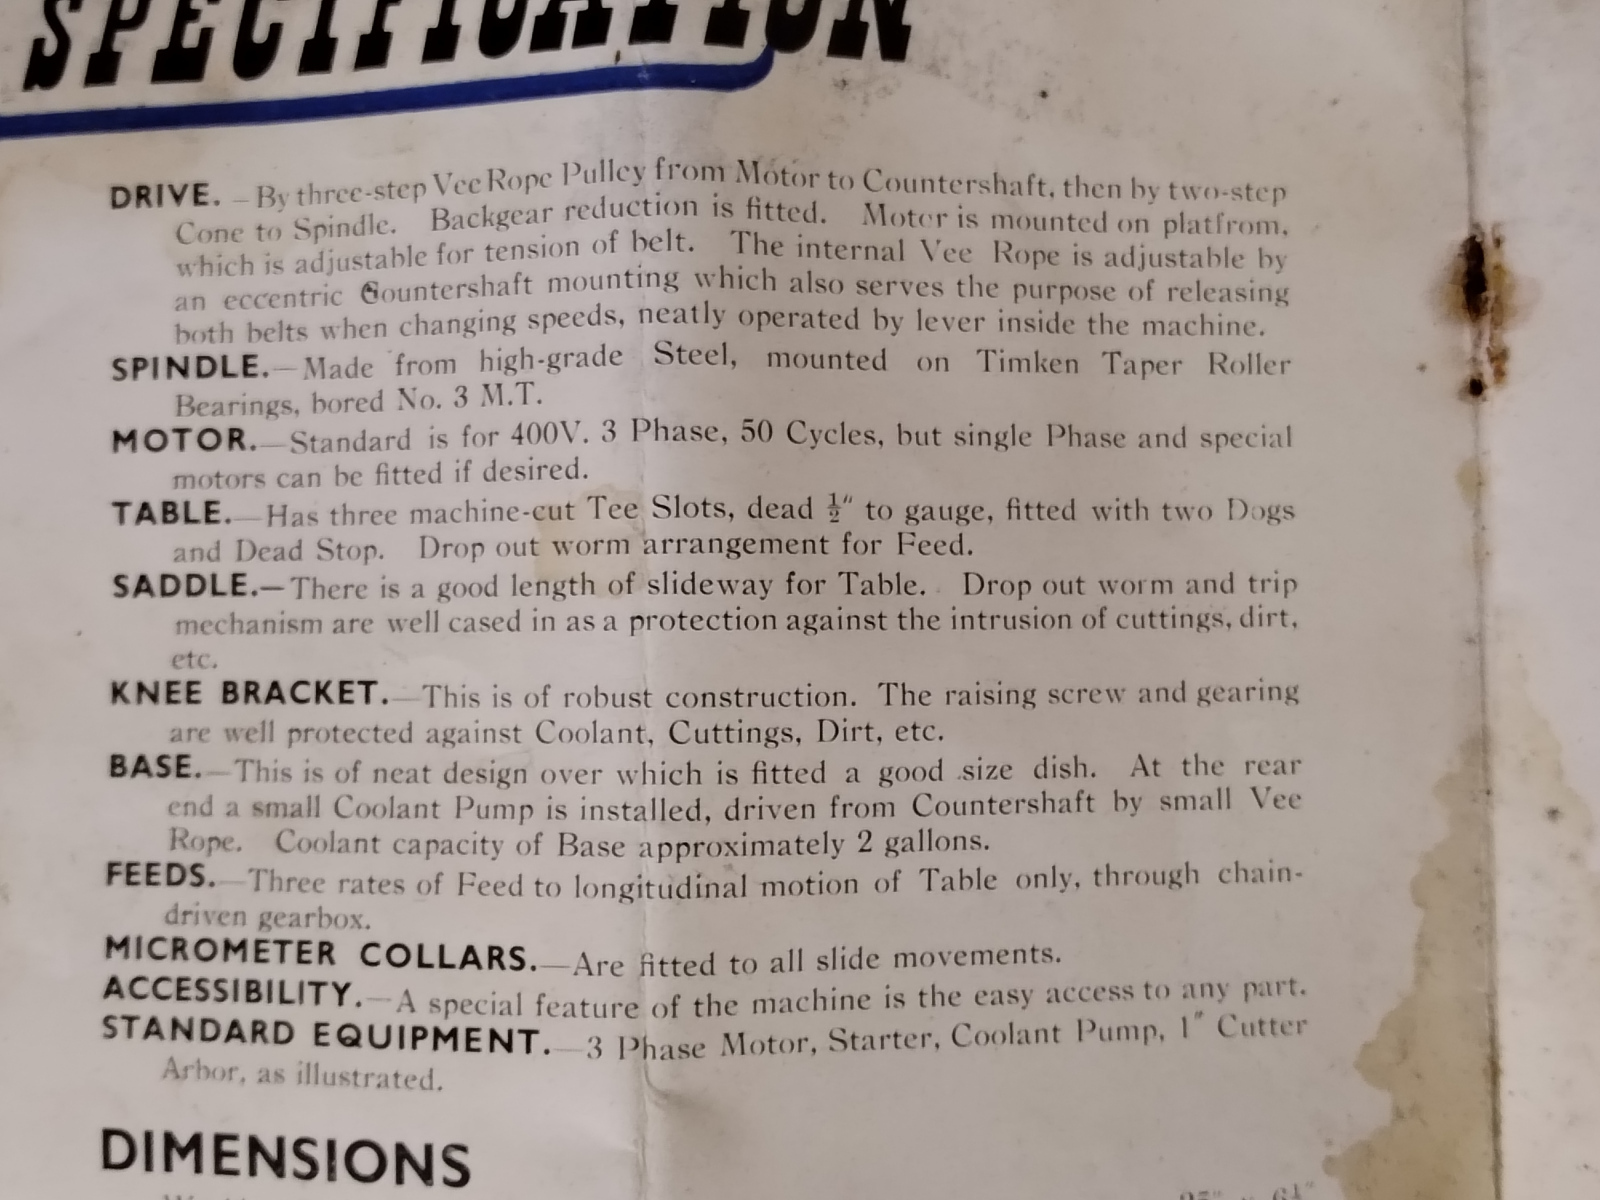 SPECIFICATION
DRIVE.—By three-step Vee Rope Pulley from Motor to Countershaft, then by two-step
Cone to Spindle. Backgear reduction is fitted. Motor is mounted on platfrom,
which is adjustable for tension of belt. The internal Vee Rope is adjustable by
an eccentric Countershaft mounting which also serves the purpose of releasing
both belts when changing speeds, neatly operated by lever inside the machine.
SPINDLE.—Made from high-grade Steel, mounted on Timken Taper Roller
Bearings, bored No. 3 M.T.
MOTOR.—Standard is for 400V. 3 Phase, 50 Cycles, but single Phase and special
motors can be fitted if desired.
TABLE.—Has three machine-cut Tee Slots, dead ½" to gauge, fitted with two Dogs
and Dead Stop. Drop out worm arrangement for Feed.
SADDLE.—There is a good length of slideway for Table. Drop out worm and trip
mechanism are well cased in as a protection against the intrusion of cuttings, dirt,
etc.
KNEE BRACKET.—This is of robust construction. The raising screw and gearing
are well protected against Coolant, Cuttings, Dirt, etc.
BASE.—This is of neat design over which is fitted a good size dish. At the rear
end a small Coolant Pump is installed, driven from Countershaft by small Vee
Rope. Coolant capacity of Base approximately 2 gallons.
FEEDS.—Three rates of Feed to longitudinal motion of Table only, through chain-
driven gearbox.
MICROMETER COLLARS.—Are fitted to all slide movements.
ACCESSIBILITY.—A special feature of the machine is the easy access to any part.
STANDARD EQUIPMENT.—3 Phase Motor, Starter, Coolant Pump, 1" Cutter
Arbor, as illustrated.
DIMENSIONS